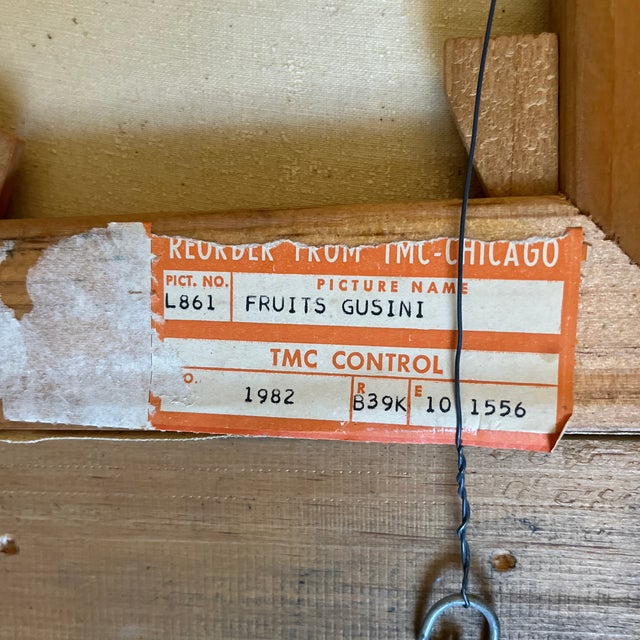 REORDER FROM TMC-CHICAGO
PICT. NO. PICTURE NAME
L861 FRUITS GUSINI
TMC CONTROL
O. R E
1982 B39K 10 1556